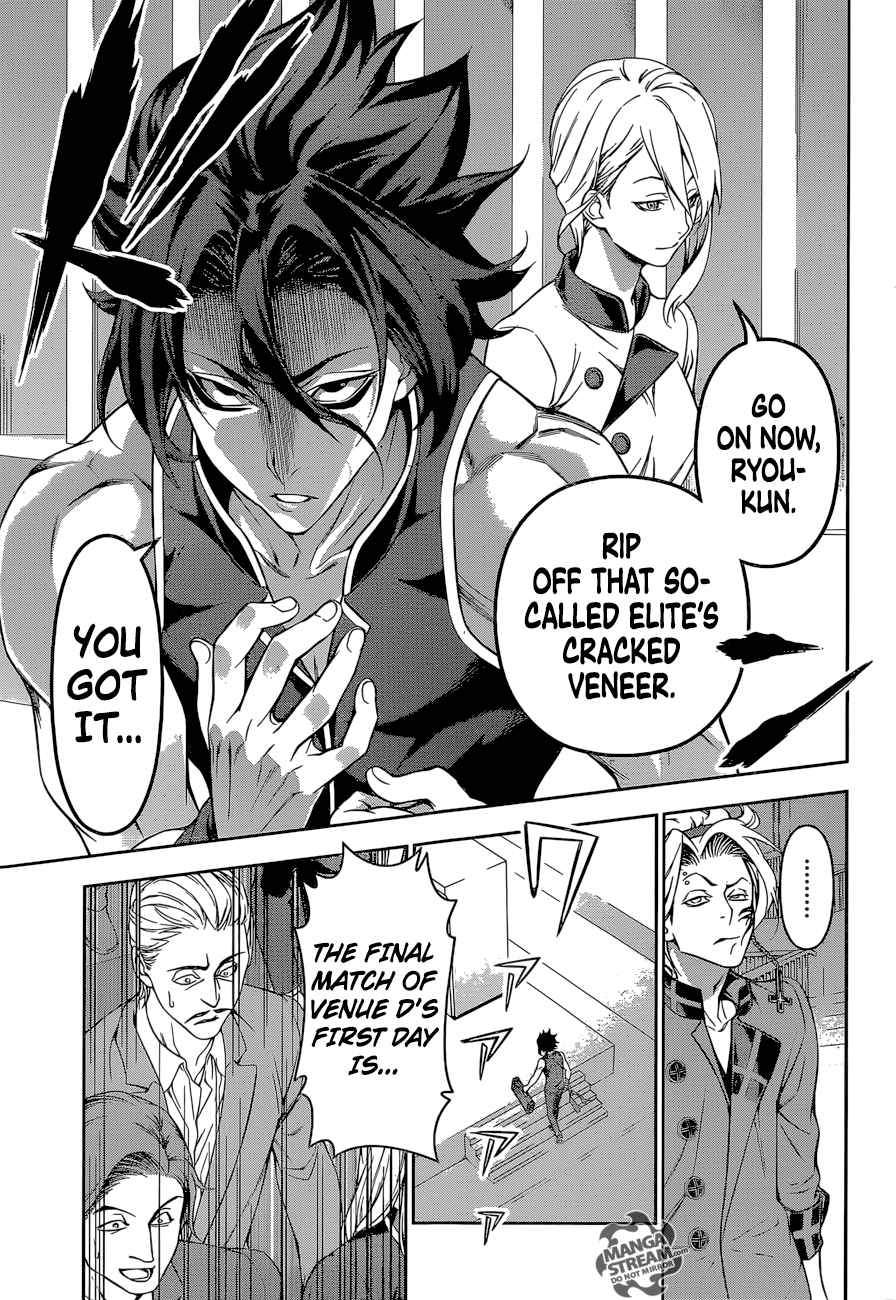 GO
ON NOW,
RYOU-
KUN.
RIP
OFF THAT SO-
CALLED ELITE'S
CRACKED
VENEER.
YOU
GOT
IT...
.........
THE FINAL
MATCH OF
VENUE D'S
FIRST DAY
IS...
MANGA
STREAM.com
DO NOT MIRROR